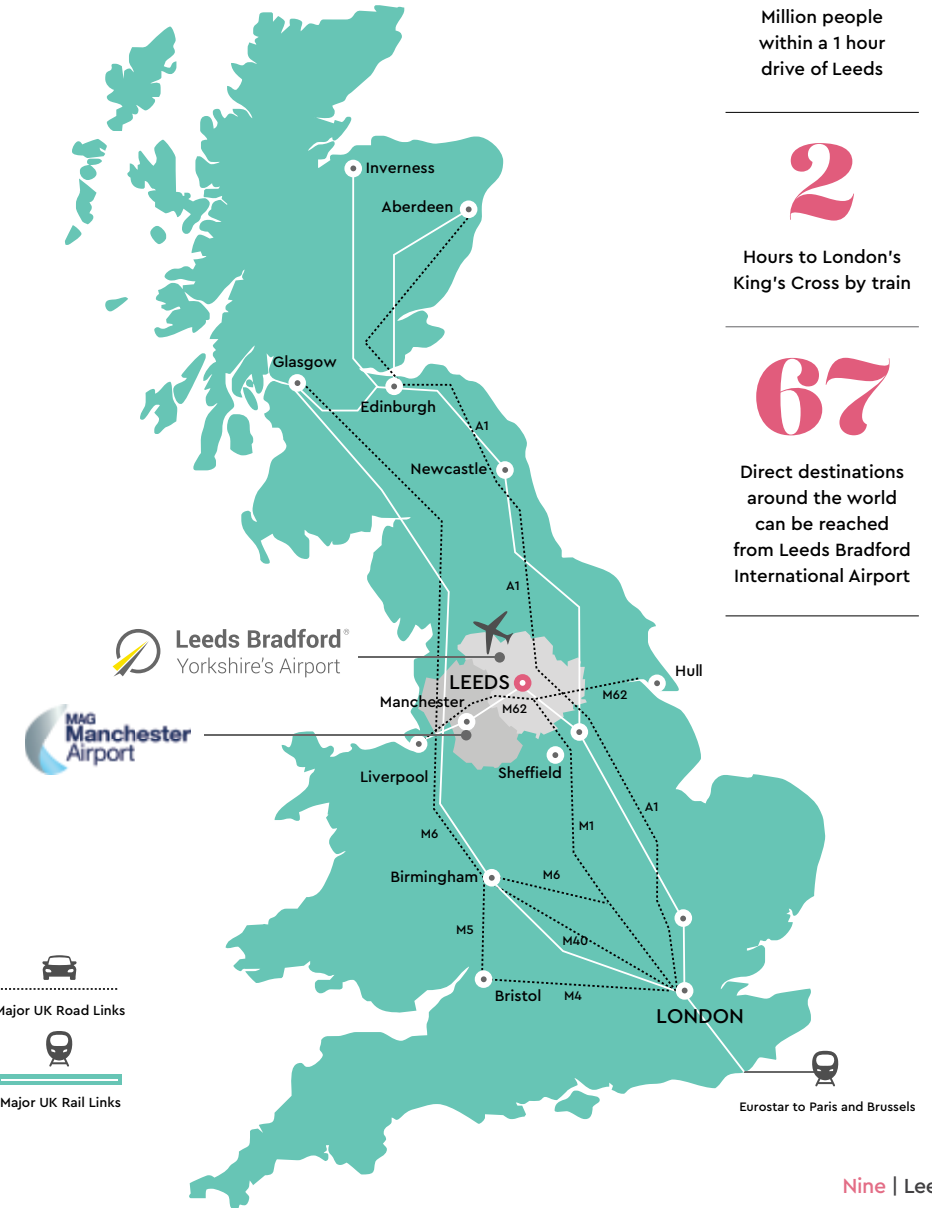 Million people
within a 1 hour
drive of Leeds
2
Hours to London's
King's Cross by train
67
Direct destinations
around the world
can be reached
from Leeds Bradford
International Airport
Inverness
Aberdeen
Glasgow
Edinburgh
A1
Newcastle
A1
Leeds Bradford®
Yorkshire's Airport
LEEDS
Hull
M62
Manchester
M62
MAG
Manchester
Airport
Liverpool
Sheffield
A1
M6
M1
Birmingham
M6
M5
M40
Bristol
M4
LONDON
Major UK Road Links
Major UK Rail Links
Eurostar to Paris and Brussels
Nine | Lee